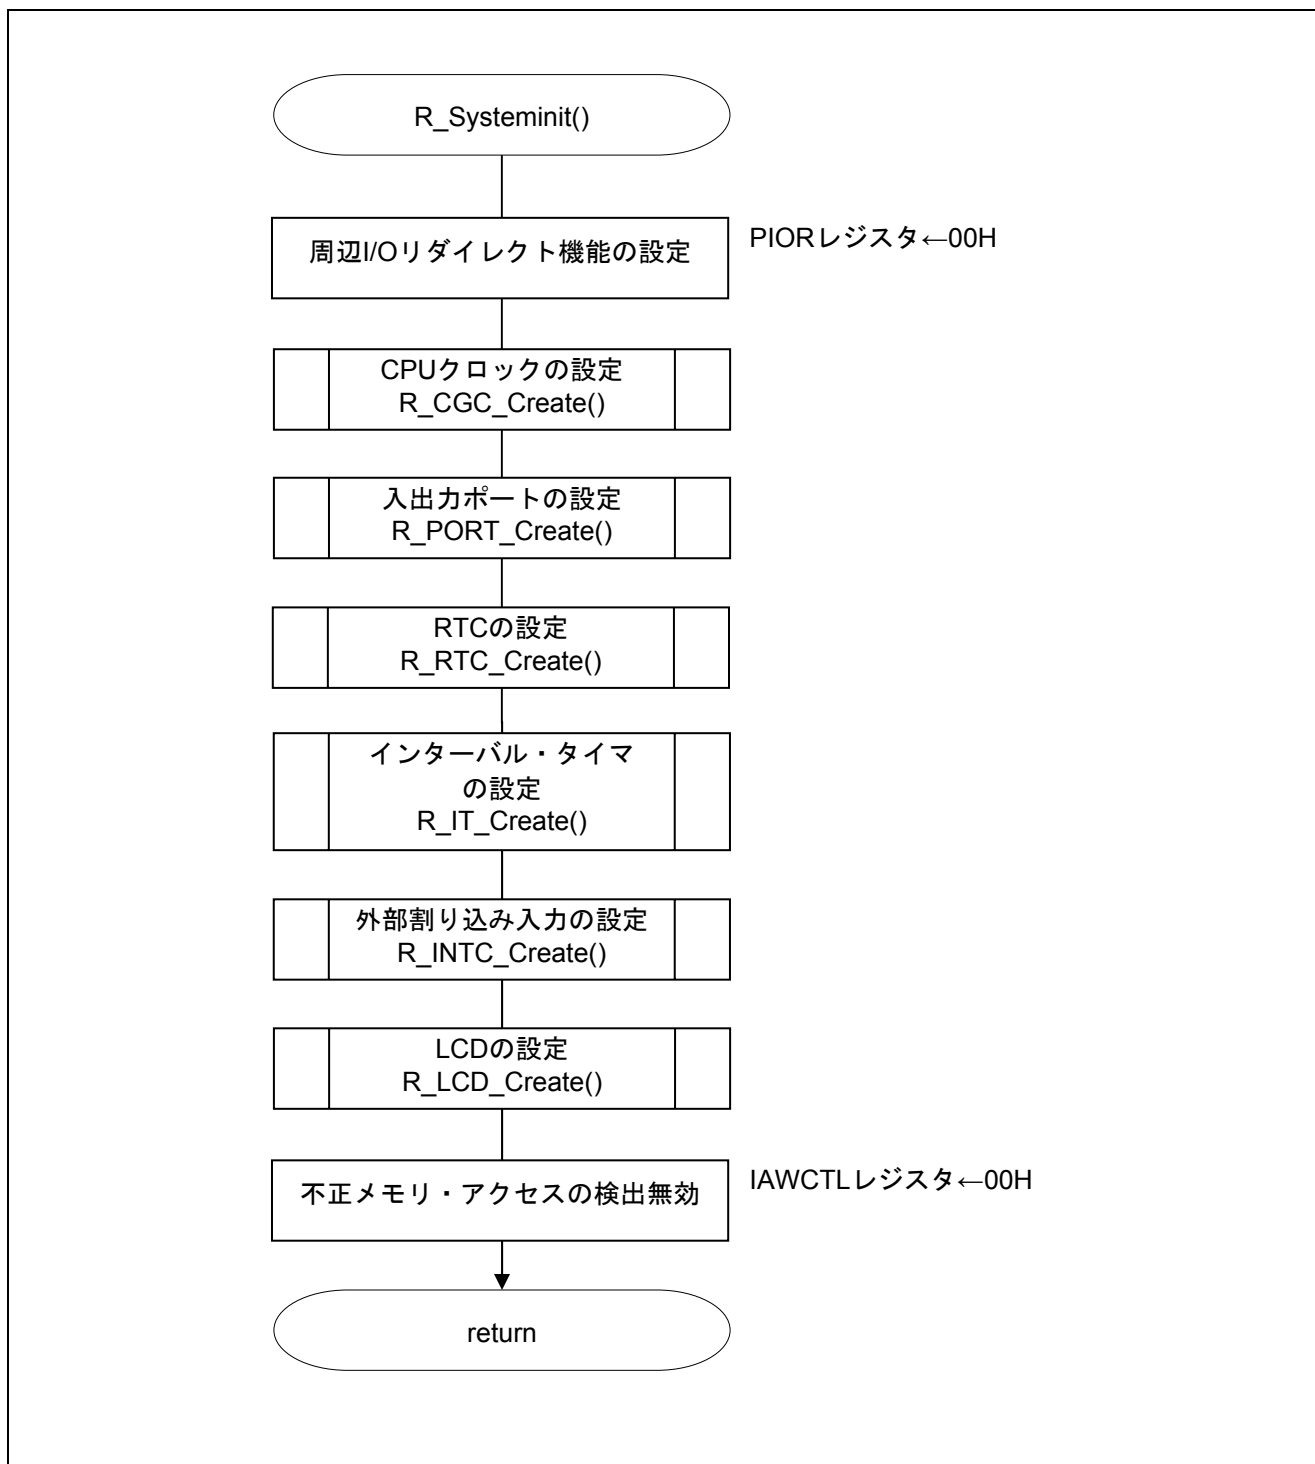 R_Systeminit()
周辺I/Oリダイレクト機能の設定
PIORレジスタ←00H
CPUクロックの設定
R_CGC_Create()
入出力ポートの設定
R_PORT_Create()
RTCの設定
R_RTC_Create()
インターバル・タイマ
の設定
R_IT_Create()
外部割り込み入力の設定
R_INTC_Create()
LCDの設定
R_LCD_Create()
不正メモリ・アクセスの検出無効
IAWCTLレジスタ←00H
return